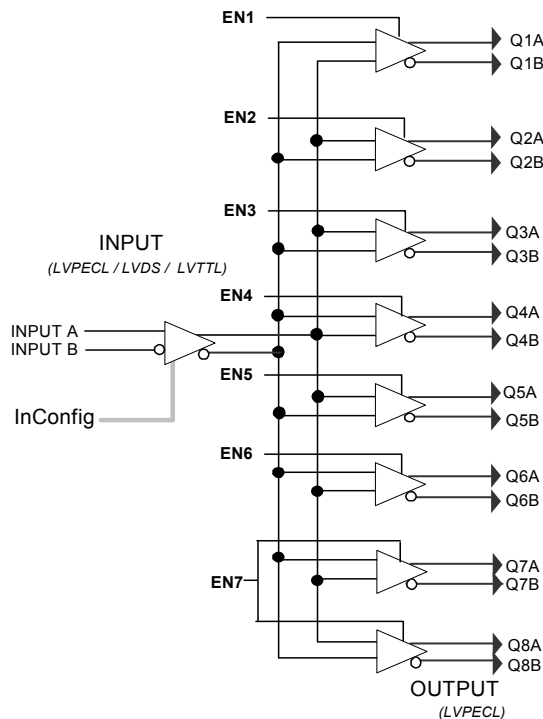 EN1
Q1A
Q1B
EN2
Q2A
Q2B
EN3
Q3A
Q3B
INPUT
(LVPECL / LVDS / LVTTL)
EN4
Q4A
Q4B
INPUT A
INPUT B
EN5
Q5A
Q5B
InConfig
EN6
Q6A
Q6B
EN7
Q7A
Q7B
Q8A
Q8B
OUTPUT
(LVPECL)